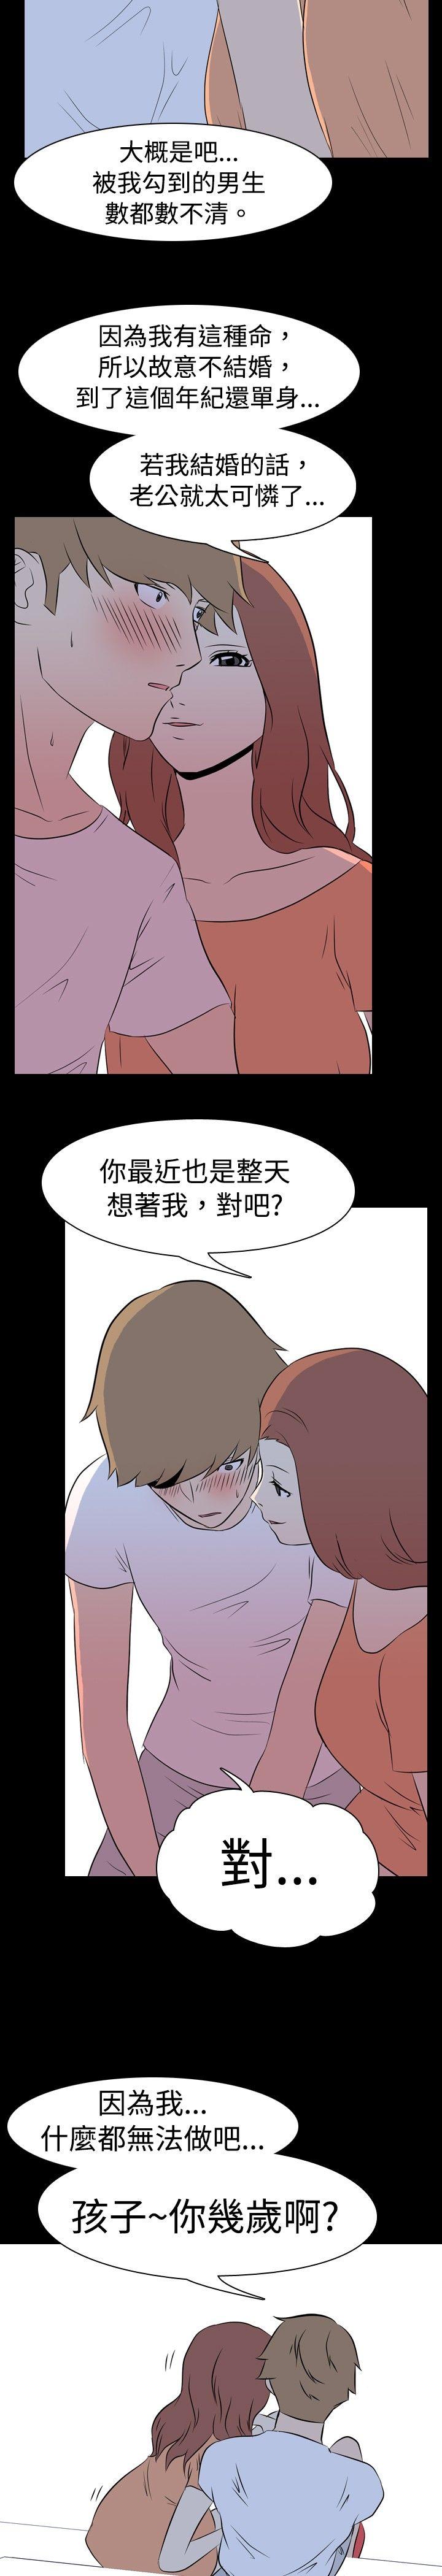 大概是吧...
被我勾到的男生
數都數不清。
因為我有這種命，
所以故意不結婚，
到了這個年紀還單身...
若我結婚的話，
老公就太可憐了...
你最近也是整天
想著我，對吧?
對...
因為我...
什麼都無法做吧...
孩子~你幾歲啊?